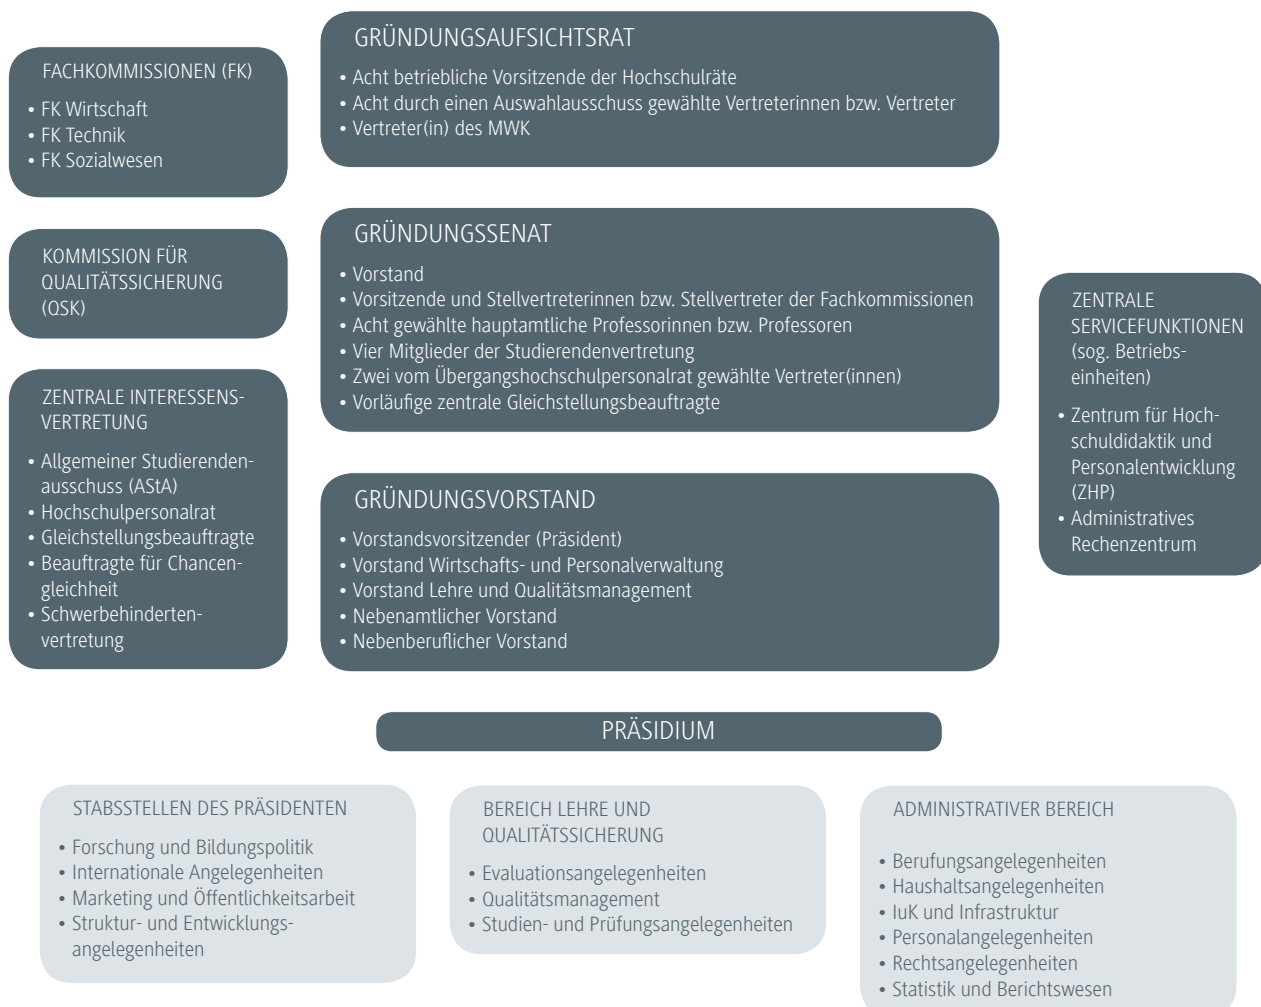 FACHKOMMISSIONEN (FK)
• FK Wirtschaft
• FK Technik
• FK Sozialwesen
KOMMISSION FÜR
QUALITÄTSSICHERUNG
(QSK)
ZENTRALE INTERESSENS-
VERTRETUNG
• Allgemeiner Studierenden-
ausschuss (AStA)
• Hochschulpersonalrat
• Gleichstellungsbeauftragte
• Beauftragte für Chancen-
gleichheit
• Schwerbehinderten-
vertretung
GRÜNDUNGSAUFSICHTSRAT
• Acht betriebliche Vorsitzende der Hochschulräte
• Acht durch einen Auswahlausschuss gewählte Vertreterinnen bzw. Vertreter
• Vertreter(in) des MWK
GRÜNDUNGSSENAT
• Vorstand
• Vorsitzende und Stellvertreterinnen bzw. Stellvertreter der Fachkommissionen
• Acht gewählte hauptamtliche Professorinnen bzw. Professoren
• Vier Mitglieder der Studierendenvertretung
• Zwei vom Übergangshochschulpersonalrat gewählte Vertreter(innen)
• Vorläufige zentrale Gleichstellungsbeauftragte
GRÜNDUNGSVORSTAND
• Vorstandsvorsitzender (Präsident)
• Vorstand Wirtschafts- und Personalverwaltung
• Vorstand Lehre und Qualitätsmanagement
• Nebenamtlicher Vorstand
• Nebenberuflicher Vorstand
ZENTRALE
SERVICEFUNKTIONEN
(sog. Betriebs-
einheiten)
• Zentrum für Hoch-
schuldidaktik und
Personalentwicklung
(ZHP)
• Administratives
Rechenzentrum
PRÄSIDIUM
STABSSTELLEN DES PRÄSIDENTEN
• Forschung und Bildungspolitik
• Internationale Angelegenheiten
• Marketing und Öffentlichkeitsarbeit
• Struktur- und Entwicklungs-
angelegenheiten
BEREICH LEHRE UND
QUALITÄTSSICHERUNG
• Evaluationsangelegenheiten
• Qualitätsmanagement
• Studien- und Prüfungsangelegenheiten
ADMINISTRATIVER BEREICH
• Berufungsangelegenheiten
• Haushaltsangelegenheiten
• IuK und Infrastruktur
• Personalangelegenheiten
• Rechtsangelegenheiten
• Statistik und Berichtswesen